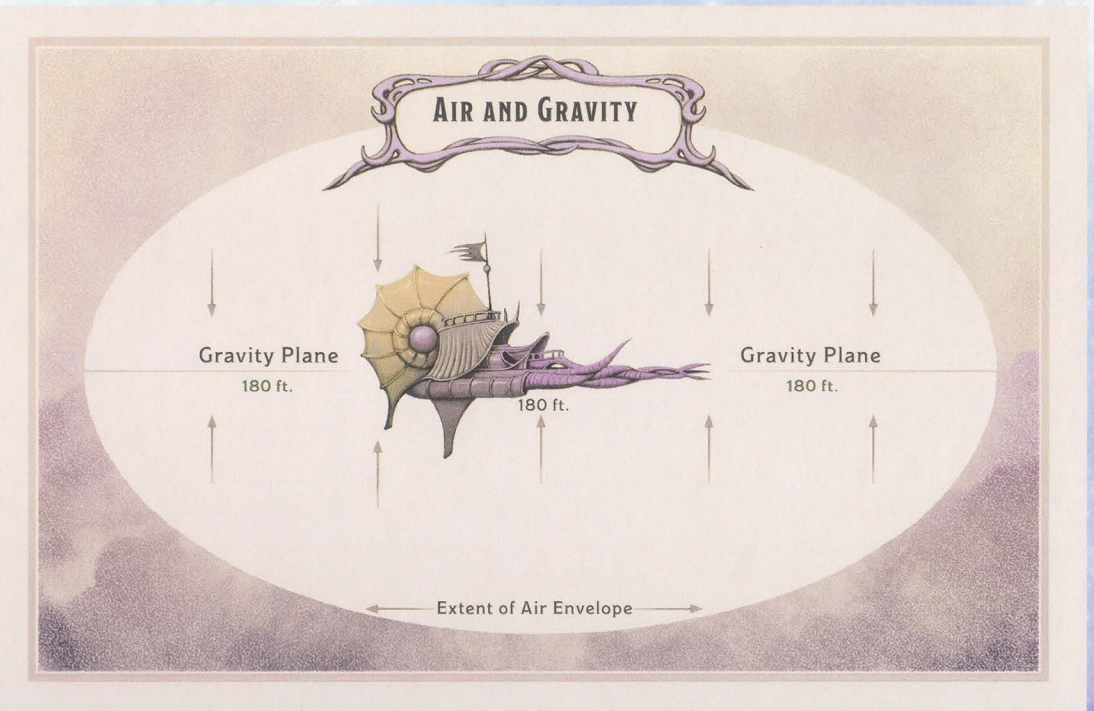 AIR AND GRAVITY
Gravity Plane
180 ft.
180 ft.
Gravity Plane
180 ft.
Extent of Air Envelope